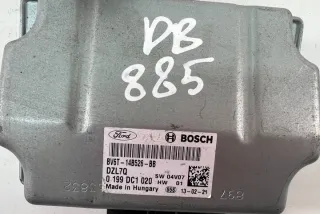 DB
885
Ford BOSCH
BV6T-14B526-BB
DZL7Q
SW 04V07
0 199 DC1 020 HW 01
Made in Hungary 13-02-21